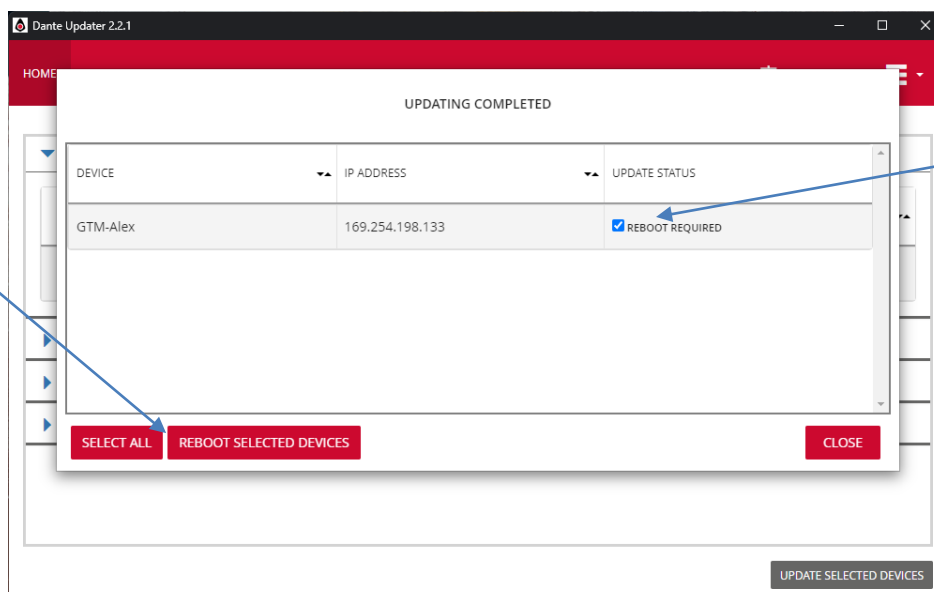 Dante Updater 2.2.1
HOME
UPDATING COMPLETED
DEVICE IP ADDRESS UPDATE STATUS
GTM-Alex 169.254.198.133 REBOOT REQUIRED
SELECT ALL REBOOT SELECTED DEVICES CLOSE
UPDATE SELECTED DEVICES